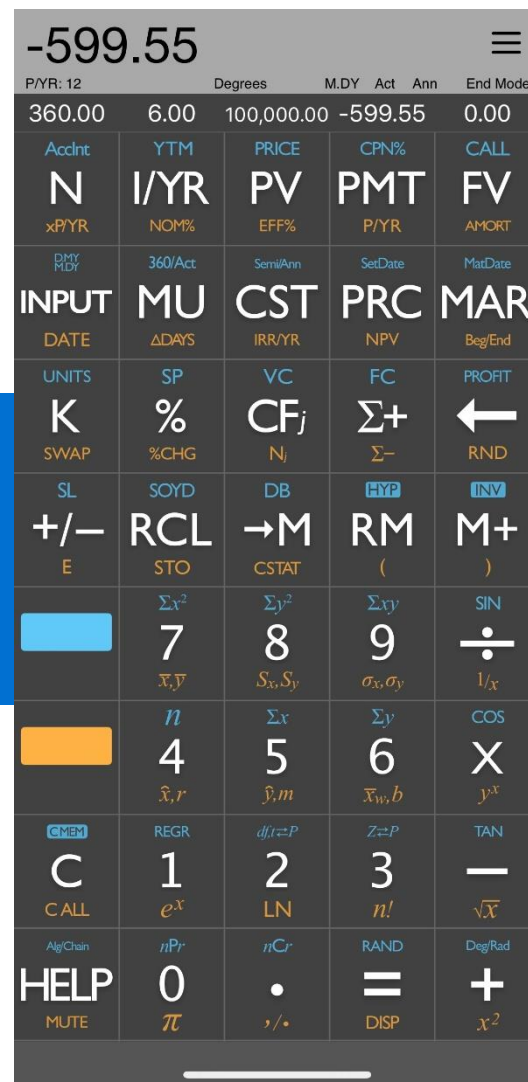 -599.55
P/YR: 12 Degrees M.DY Act Ann End Mode
360.00 6.00 100,000.00 -599.55 0.00
AccInt YTM PRICE CPN% CALL
N I/YR PV PMT FV
xP/YR NOM% EFF% P/YR AMORT
D.MY
M.DY 360/Act Semi/Ann SetDate MatDate
INPUT MU CST PRC MAR
DATE ΔDAYS IRR/YR NPV Beg/End
UNITS SP VC FC PROFIT
K % CFj Σ+ ←
SWAP %CHG Nj Σ− RND
SL SOYD DB HYP INV
+/− RCL →M RM M+
E STO CSTAT ( )
Σx² Σy² Σxy SIN
7 8 9 ÷
x̅,y̅ Sx,Sy σx,σy 1/x
n Σx Σy COS
4 5 6 X
x̂,r ŷ,m x̅w,b yˣ
C MEM REGR df,t⇄P Z⇄P TAN
C 1 2 3 −
C ALL eˣ LN n! √x
Alg/Chain nPr nCr RAND Deg/Rad
HELP 0 . = +
MUTE π ,/. DISP x²